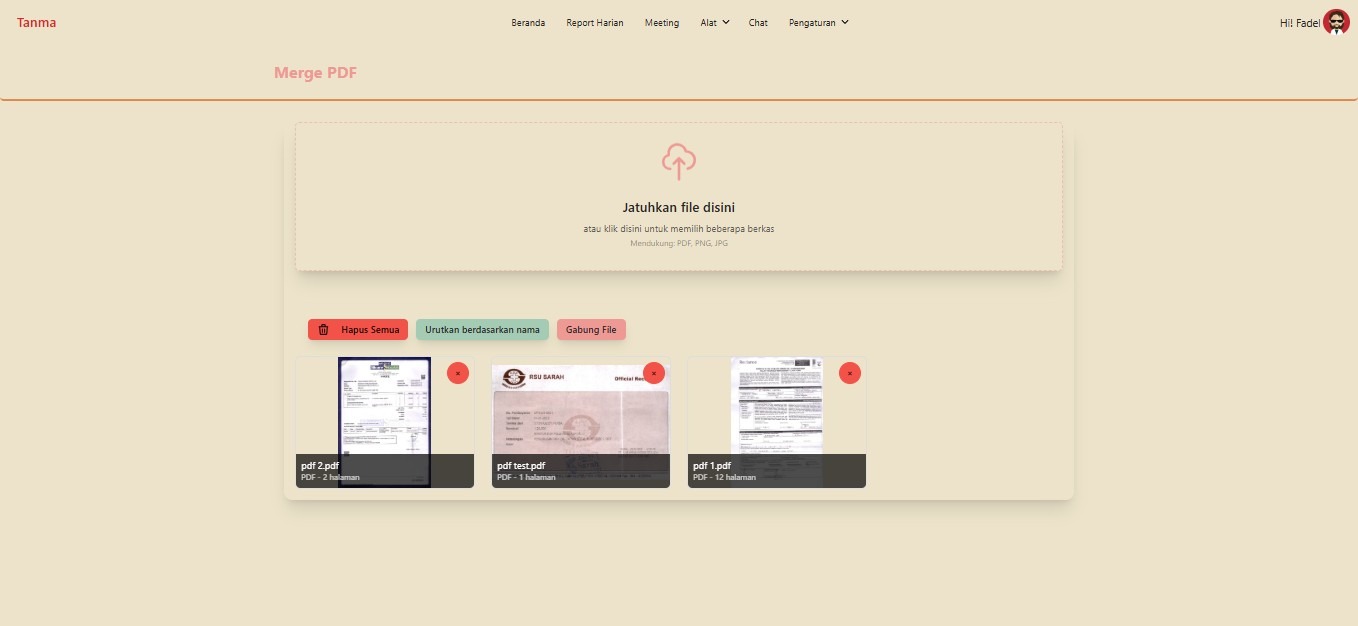 Tanma
Beranda Report Harian Meeting Alat Chat Pengaturan
Hi! Fadel
Merge PDF
Jatuhkan file disini
atau klik disini untuk memilih beberapa berkas
Mendukung: PDF, PNG, JPG
Hapus Semua Urutkan berdasarkan nama Gabung File
RSU SARAH Official Rec
pdf 2.pdf
PDF - 2 halaman
pdf test.pdf
PDF - 1 halaman
pdf 1.pdf
PDF - 12 halaman